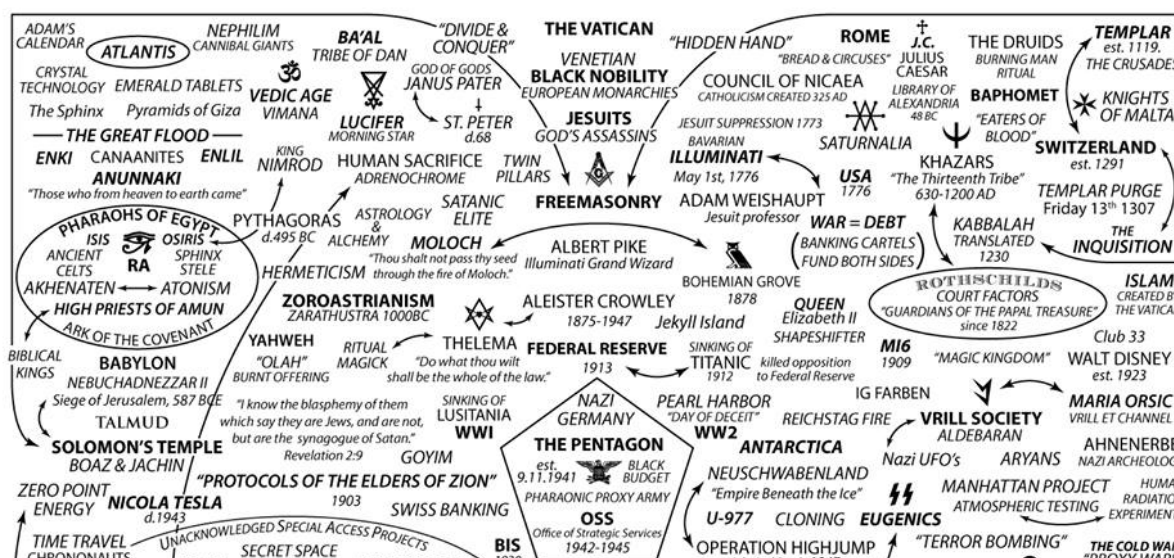 ADAM'S
CALENDAR
ATLANTIS
NEPHILIM
CANNIBAL GIANTS
BA'AL
TRIBE OF DAN
"DIVIDE &
CONQUER"
THE VATICAN
"HIDDEN HAND"
ROME
"BREAD & CIRCUSES"
J.C.
JULIUS
CAESAR
LIBRARY OF
ALEXANDRIA
48 BC
THE DRUIDS
BURNING MAN
RITUAL
TEMPLAR
est. 1119.
THE CRUSADES
CRYSTAL
TECHNOLOGY
EMERALD TABLETS
VEDIC AGE
VIMANA
GOD OF GODS
JANUS PATER
VENETIAN
BLACK NOBILITY
EUROPEAN MONARCHIES
COUNCIL OF NICAEA
CATHOLICISM CREATED 325 AD
BAPHOMET
"EATERS OF
BLOOD"
KNIGHTS
OF MALTA
The Sphinx
Pyramids of Giza
LUCIFER
MORNING STAR
ST. PETER
d.68
JESUITS
GOD'S ASSASSINS
JESUIT SUPPRESSION 1773
SATURNALIA
THE GREAT FLOOD
ENKI
CANAANITES
ENLIL
ANUNNAKI
"Those who from heaven to earth came"
KING
NIMROD
HUMAN SACRIFICE
ADRENOCHROME
TWIN
PILLARS
G
FREEMASONRY
BAVARIAN
ILLUMINATI
May 1st, 1776
USA
1776
KHAZARS
"The Thirteenth Tribe"
630-1200 AD
SWITZERLAND
est. 1291
TEMPLAR PURGE
Friday 13th 1307
PHARAOHS OF EGYPT
ISIS
OSIRIS
RA
ANCIENT
CELTS
SPHINX
STELE
AKHENATEN
ATONISM
HIGH PRIESTS OF AMUN
ARK OF THE COVENANT
PYTHAGORAS
d.495 BC
ASTROLOGY
&
ALCHEMY
SATANIC
ELITE
ADAM WEISHAUPT
Jesuit professor
WAR = DEBT
BANKING CARTELS
FUND BOTH SIDES
KABBALAH
TRANSLATED
1230
THE
INQUISITION
HERMETICISM
MOLOCH
"Thou shalt not pass thy seed
through the fire of Moloch."
ALBERT PIKE
Illuminati Grand Wizard
BOHEMIAN GROVE
1878
ROTHSCHILDS
COURT FACTORS
"GUARDIANS OF THE PAPAL TREASURE"
since 1822
ISLAM
CREATED B
THE VATICA
ZOROASTRIANISM
ZARATHUSTRA 1000BC
ALEISTER CROWLEY
1875-1947
Jekyll Island
QUEEN
Elizabeth II
SHAPESHIFTER
BIBLICAL
KINGS
BABYLON
NEBUCHADNEZZAR II
Siege of Jerusalem, 587 BCE
YAHWEH
"OLAH"
BURNT OFFERING
RITUAL
MAGICK
THELEMA
"Do what thou wilt
shall be the whole of the law."
FEDERAL RESERVE
1913
SINKING OF
TITANIC
1912
killed opposition
to Federal Reserve
MI6
1909
"MAGIC KINGDOM"
Club 33
WALT DISNEY
est. 1923
TALMUD
SOLOMON'S TEMPLE
BOAZ & JACHIN
"I know the blasphemy of them
which say they are Jews, and are not,
but are the synagogue of Satan."
Revelation 2:9
SINKING OF
LUSITANIA
WWI
GOYIM
NAZI
GERMANY
PEARL HARBOR
"DAY OF DECEIT"
WW2
REICHSTAG FIRE
IG FARBEN
VRILL SOCIETY
ALDEBARAN
MARIA ORSIC
VRILL ET CHANNEL
ZERO POINT
ENERGY
NICOLA TESLA
d.1943
"PROTOCOLS OF THE ELDERS OF ZION"
1903
SWISS BANKING
THE PENTAGON
est.
9.11.1941
BLACK
BUDGET
PHARAONIC PROXY ARMY
ANTARCTICA
NEUSCHWABENLAND
"Empire Beneath the Ice"
Nazi UFO's
ARYANS
AHNENERBE
NAZI ARCHEOLOG
TIME TRAVEL
CHRONONAUTS
UNACKNOWLEDGED SPECIAL ACCESS PROJECTS
SECRET SPACE
BIS
OSS
Office of Strategic Services
1942-1945
U-977
CLONING
EUGENICS
MANHATTAN PROJECT
ATMOSPHERIC TESTING
HUMA
RADIATIO
EXPERIMENT
OPERATION HIGHJUMP
"TERROR BOMBING"
THE COLD WA